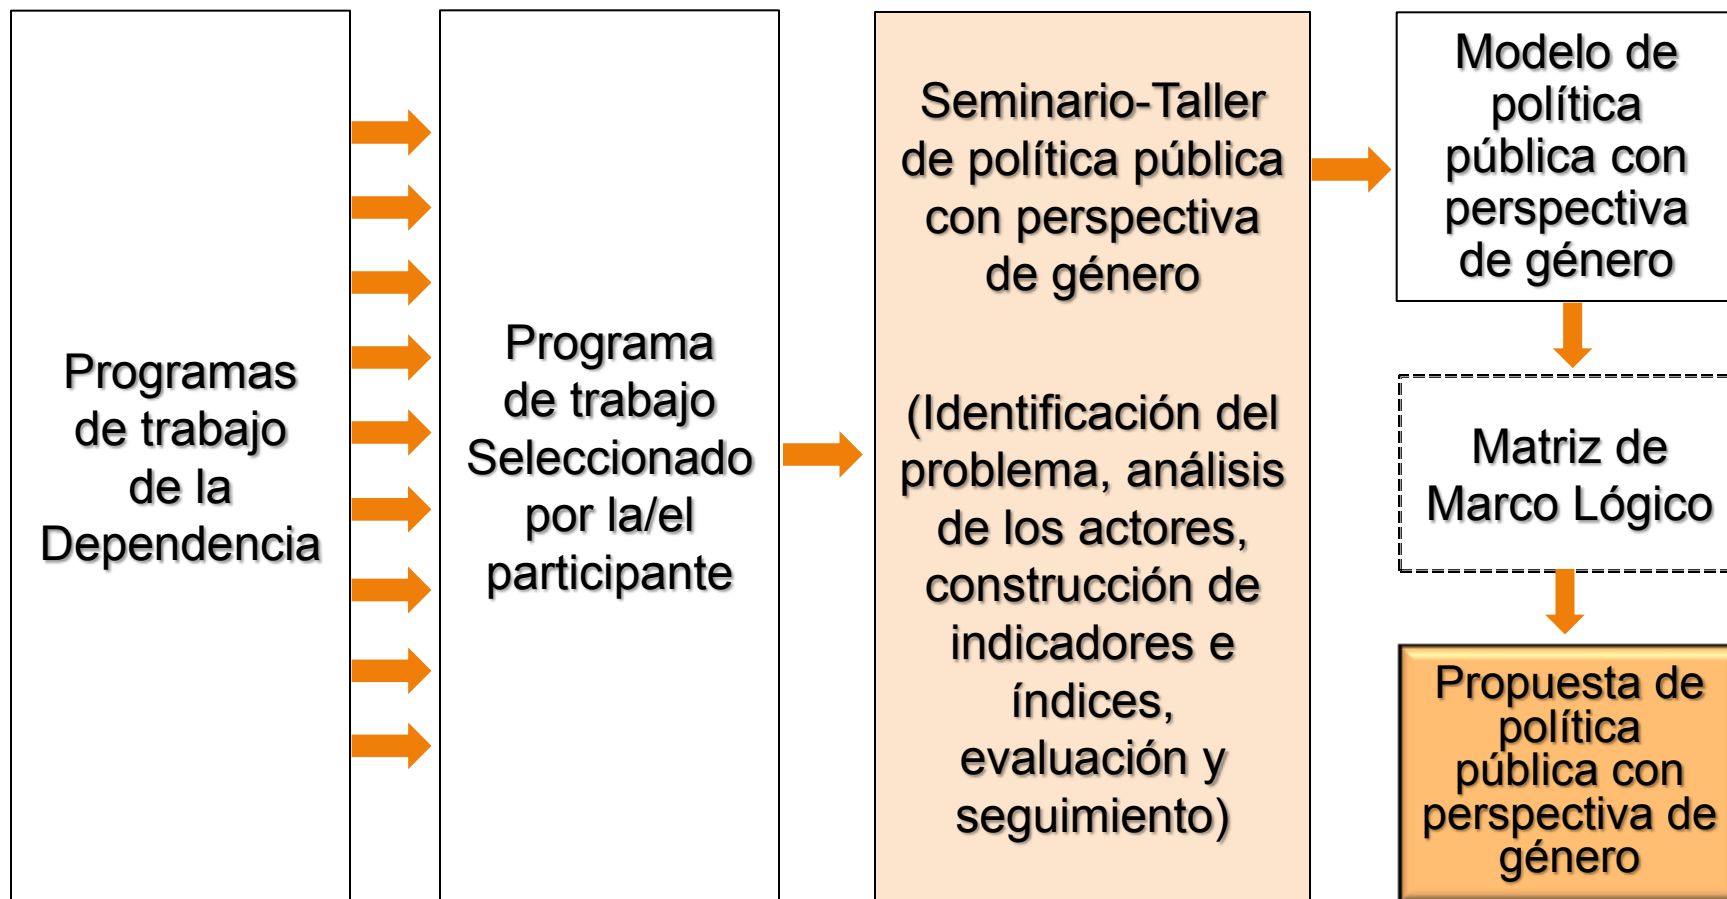 Programas
de trabajo
de la
Dependencia
Programa
de trabajo
Seleccionado
por la/el
participante
Seminario-Taller
de política pública
con perspectiva
de género
(Identificación del
problema, análisis
de los actores,
construcción de
indicadores e
índices,
evaluación y
seguimiento)
Modelo de
política
pública con
perspectiva
de género
Matriz de
Marco Lógico
Propuesta de
política
pública con
perspectiva de
género